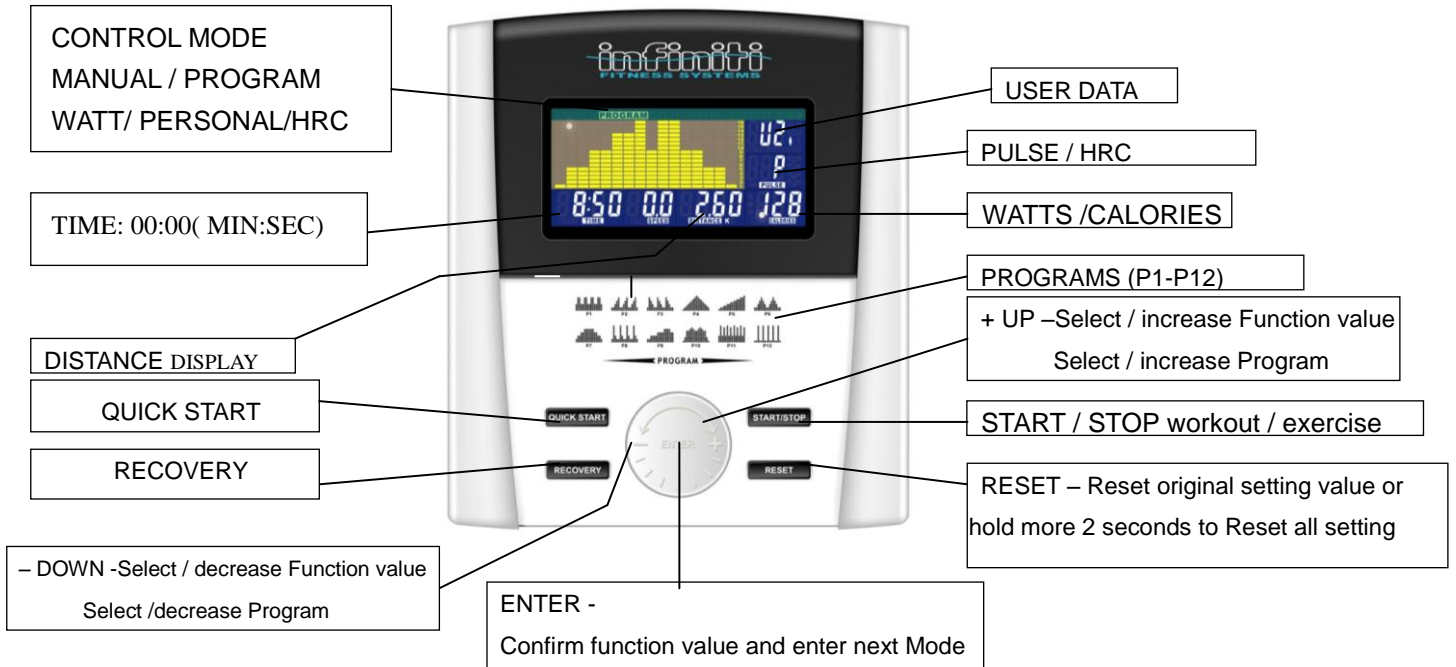 CONTROL MODE
MANUAL / PROGRAM
WATT/ PERSONAL/HRC
TIME: 00:00( MIN:SEC)
DISTANCE DISPLAY
QUICK START
RECOVERY
– DOWN -Select / decrease Function value
Select /decrease Program
infiniti
FITNESS SYSTEMS
PROGRAM
U2
P
PULSE
8:50 0.0 2.60 128
TIME SPEED DISTANCE K CALORIES
P1 P2 P3 P4 P5 P6
P7 P8 P9 P10 P11 P12
PROGRAM
QUICK START
START/STOP
– ENTER +
RECOVERY
RESET
USER DATA
PULSE / HRC
WATTS /CALORIES
PROGRAMS (P1-P12)
+ UP –Select / increase Function value
Select / increase Program
START / STOP workout / exercise
RESET – Reset original setting value or
hold more 2 seconds to Reset all setting
ENTER -
Confirm function value and enter next Mode